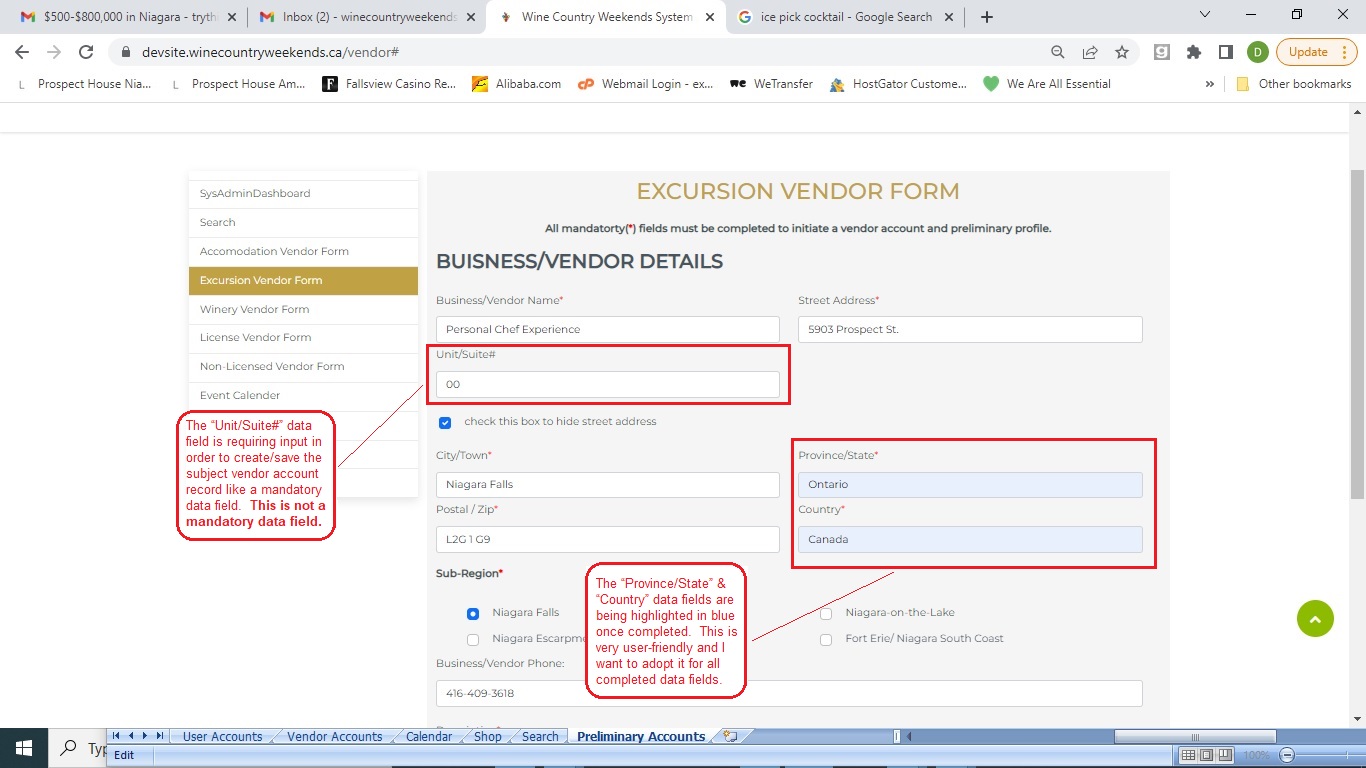 $500-$800,000 in Niagara - tryth
Inbox (2) - winecountryweekends
Wine Country Weekends System
ice pick cocktail - Google Search
devsite.winecountryweekends.ca/vendor#
D
Update
L Prospect House Nia...
L Prospect House Am...
Fallsview Casino Re...
Alibaba.com
Webmail Login - ex...
WeTransfer
HostGator Custome...
We Are All Essential
»
Other bookmarks
SysAdminDashboard
Search
Accomodation Vendor Form
Excursion Vendor Form
Winery Vendor Form
License Vendor Form
Non-Licensed Vendor Form
Event Calender
EXCURSION VENDOR FORM
All mandatorty(*) fields must be completed to initiate a vendor account and preliminary profile.
BUISNESS/VENDOR DETAILS
Business/Vendor Name*
Street Address*
Personal Chef Experience
5903 Prospect St.
Unit/Suite#
00
check this box to hide street address
The “Unit/Suite#” data
field is requiring input in
order to create/save the
subject vendor account
record like a mandatory
data field. This is not a
mandatory data field.
City/Town*
Province/State*
Niagara Falls
Ontario
Postal / Zip*
Country*
L2G 1 G9
Canada
Sub-Region*
Niagara Falls
Niagara-on-the-Lake
Niagara Escarpme
Fort Erie/ Niagara South Coast
The “Province/State” &
“Country” data fields are
being highlighted in blue
once completed. This is
very user-friendly and I
want to adopt it for all
completed data fields.
Business/Vendor Phone:
416-409-3618
Typ
User Accounts
Vendor Accounts
Calendar
Shop
Search
Preliminary Accounts
Edit
100%